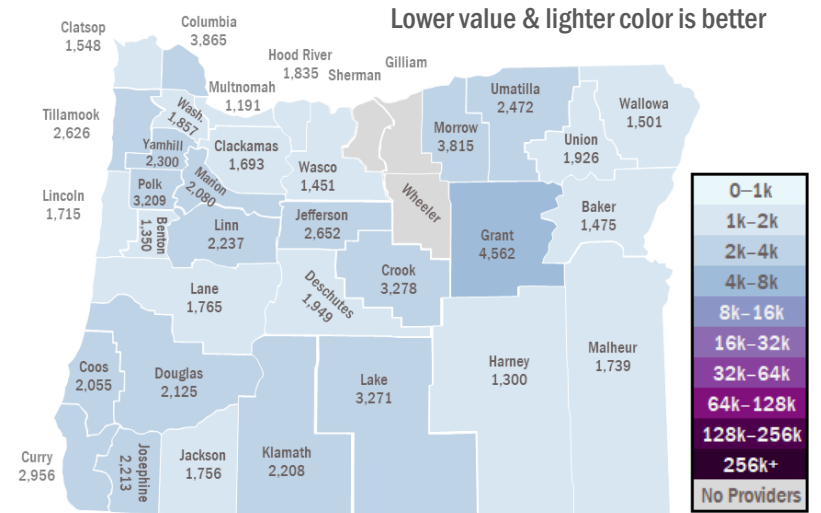 Lower value & lighter color is better
Clatsop
1,548
Columbia
3,865
Hood River
1,835
Sherman
Gilliam
Multnomah
1,191
Tillamook
2,626
Wash.
1,857
Yamhill
2,300
Clackamas
1,693
Wasco
1,451
Morrow
3,815
Umatilla
2,472
Union
1,926
Wallowa
1,501
Lincoln
1,715
Polk
3,209
Marion
2,080
Benton
1,350
Linn
2,237
Jefferson
2,652
Wheeler
Grant
4,562
Baker
1,475
Lane
1,765
Deschutes
1,949
Crook
3,278
Coos
2,055
Douglas
2,125
Lake
3,271
Harney
1,300
Malheur
1,739
Curry
2,956
Josephine
2,213
Jackson
1,756
Klamath
2,208
0–1k
1k–2k
2k–4k
4k–8k
8k–16k
16k–32k
32k–64k
64k–128k
128k–256k
256k+
No Providers